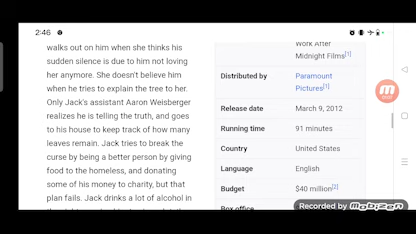 2:46
walks out on him when she thinks his
sudden silence is due to him not loving
her anymore. She doesn't believe him
when he tries to explain the tree to her.
Only Jack's assistant Aaron Weisberger
realizes he is telling the truth, and goes
to his house to keep track of how many
leaves remain. Jack tries to break the
curse by being a better person by giving
food to the homeless, and donating
some of his money to charity, but that
plan fails. Jack drinks a lot of alcohol in
Work After
Midnight Films[1]
Distributed by Paramount
Pictures[1]
Release date March 9, 2012
Running time 91 minutes
Country United States
Language English
Budget $40 million[2]
Box office
Recorded by mobizen